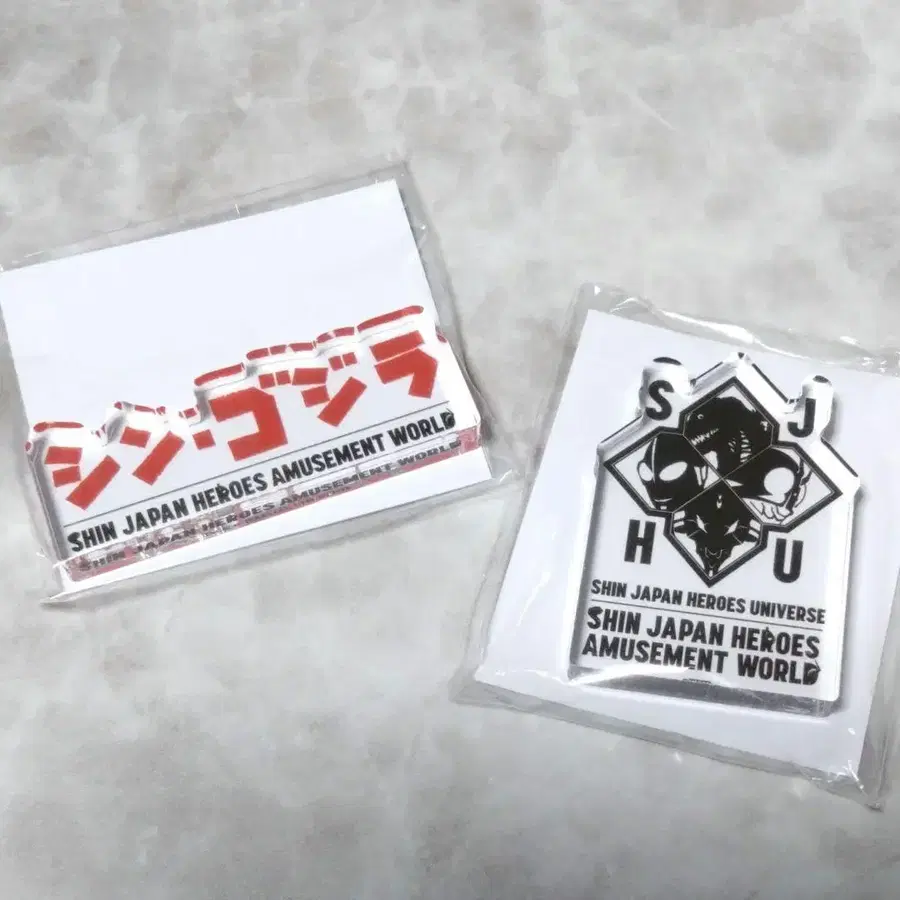 シン・ゴジラ
SHIN JAPAN HEROES AMUSEMENT WORLD
S J
H U
SHIN JAPAN HEROES UNIVERSE
SHIN JAPAN HEROES
AMUSEMENT WORLD